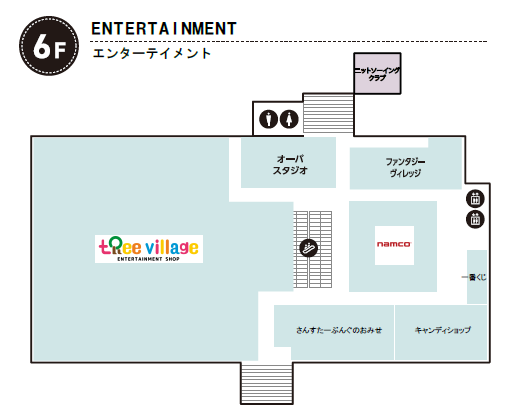 6F
ENTERTAINMENT
エンターテイメント
ニットソーイング
クラブ
オーパ
スタジオ
ファンタジー
ヴィレッジ
tRee village
ENTERTAINMENT SHOP
namco
一番くじ
さんすたーぶんぐのおみせ
キャンディショップ